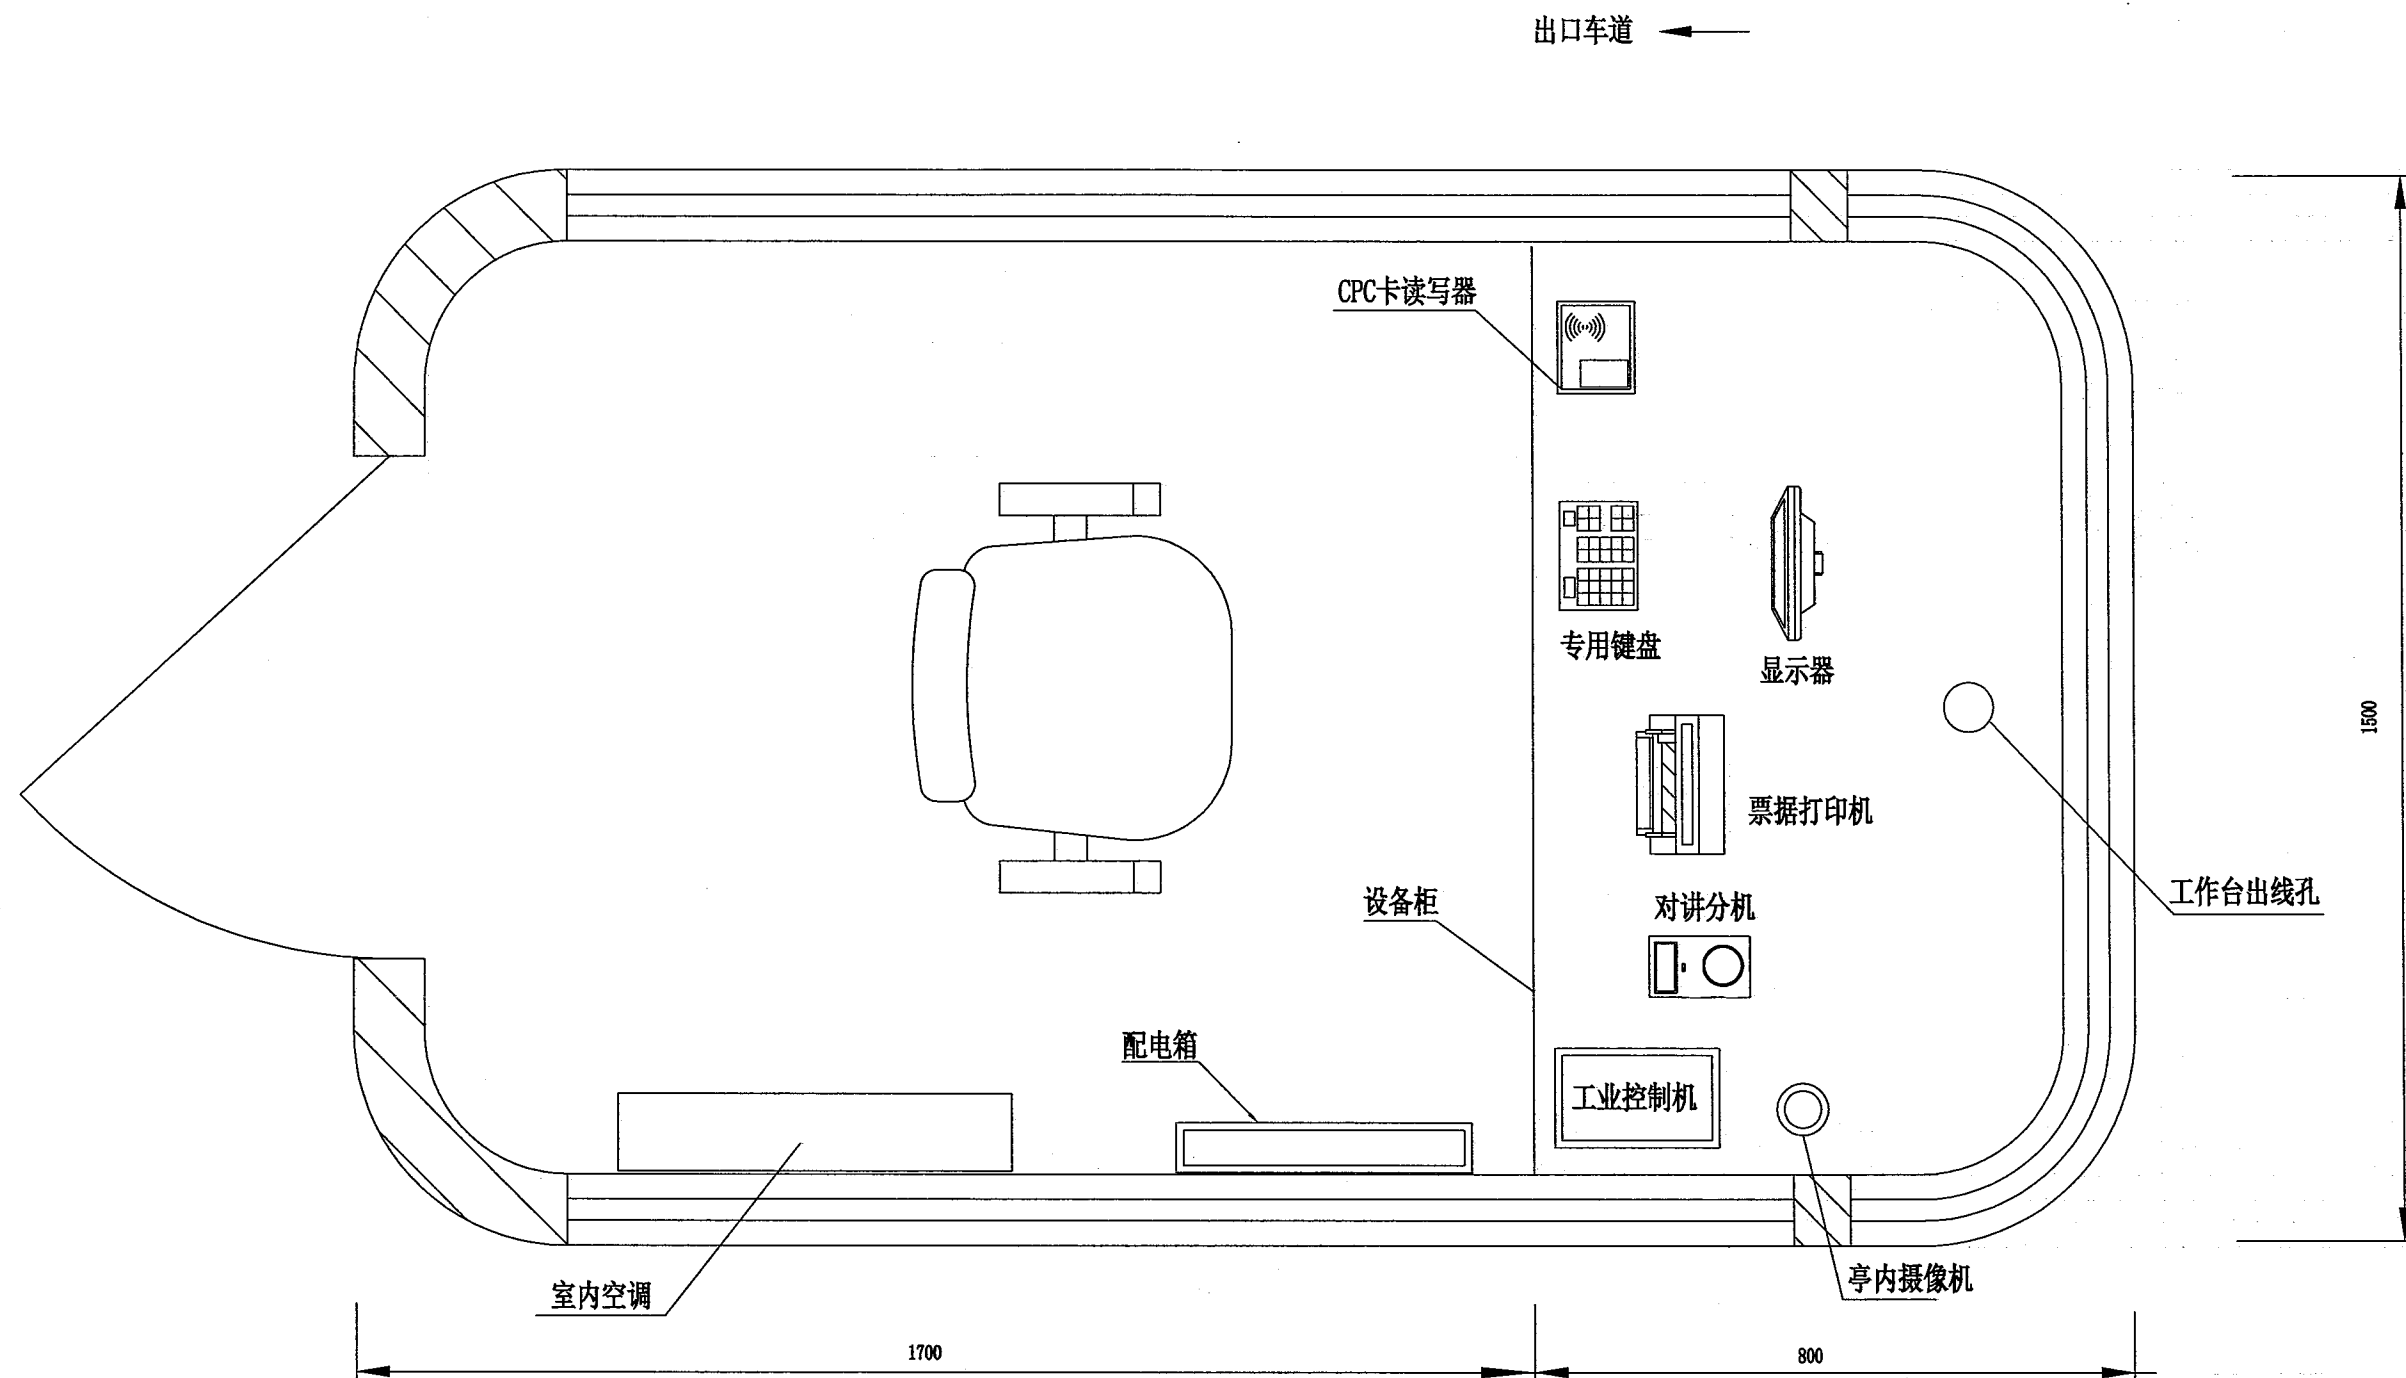 出口车道
CPC卡读写器
专用键盘
显示器
1500
票据打印机
工作台出线孔
设备柜
对讲分机
配电箱
工业控制机
亭内摄像机
室内空调
1700
800